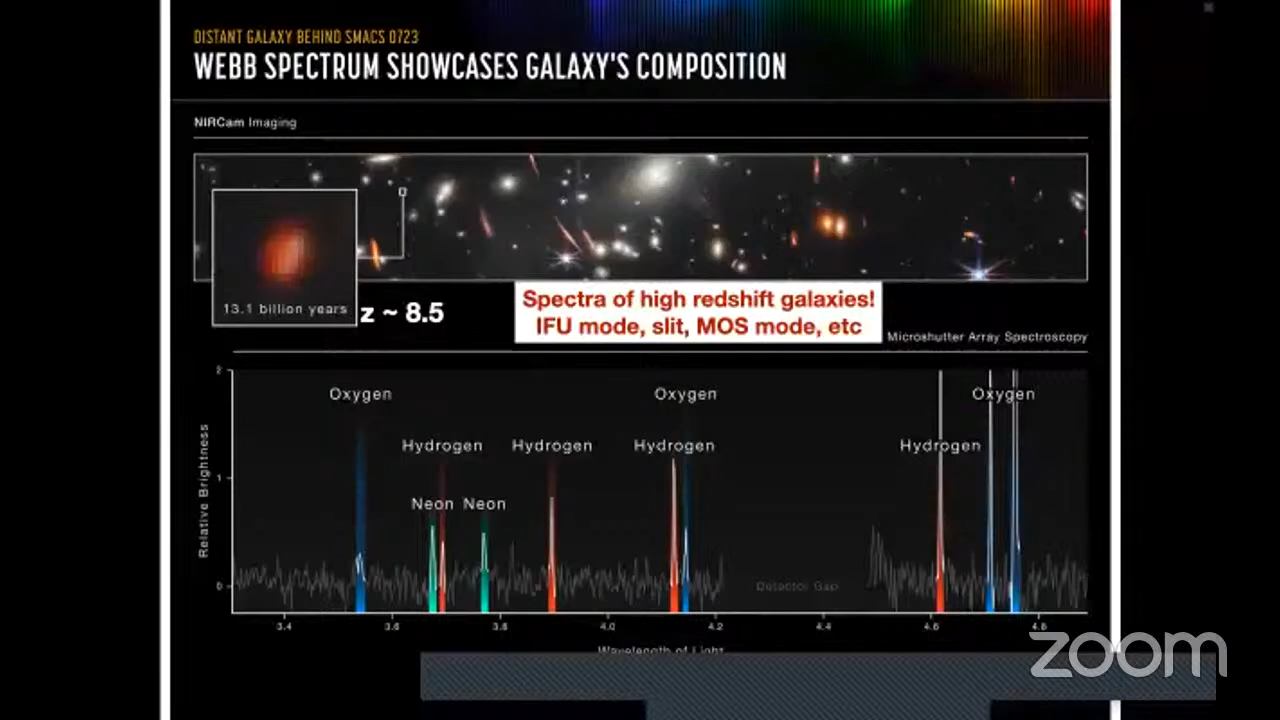 DISTANT GALAXY BEHIND SMACS 0723
WEBB SPECTRUM SHOWCASES GALAXY'S COMPOSITION
NIRCam Imaging
13.1 billion years
z ~ 8.5
Spectra of high redshift galaxies!
IFU mode, slit, MOS mode, etc
Microshutter Array Spectroscopy
2
Oxygen Oxygen Oxygen
Hydrogen Hydrogen Hydrogen Hydrogen
Neon Neon
1
Relative Brightness
0
Detector Gap
3.4 3.6 3.8 4.0 4.2 4.4 4.6 4.8
Wavelength of Light
zoom